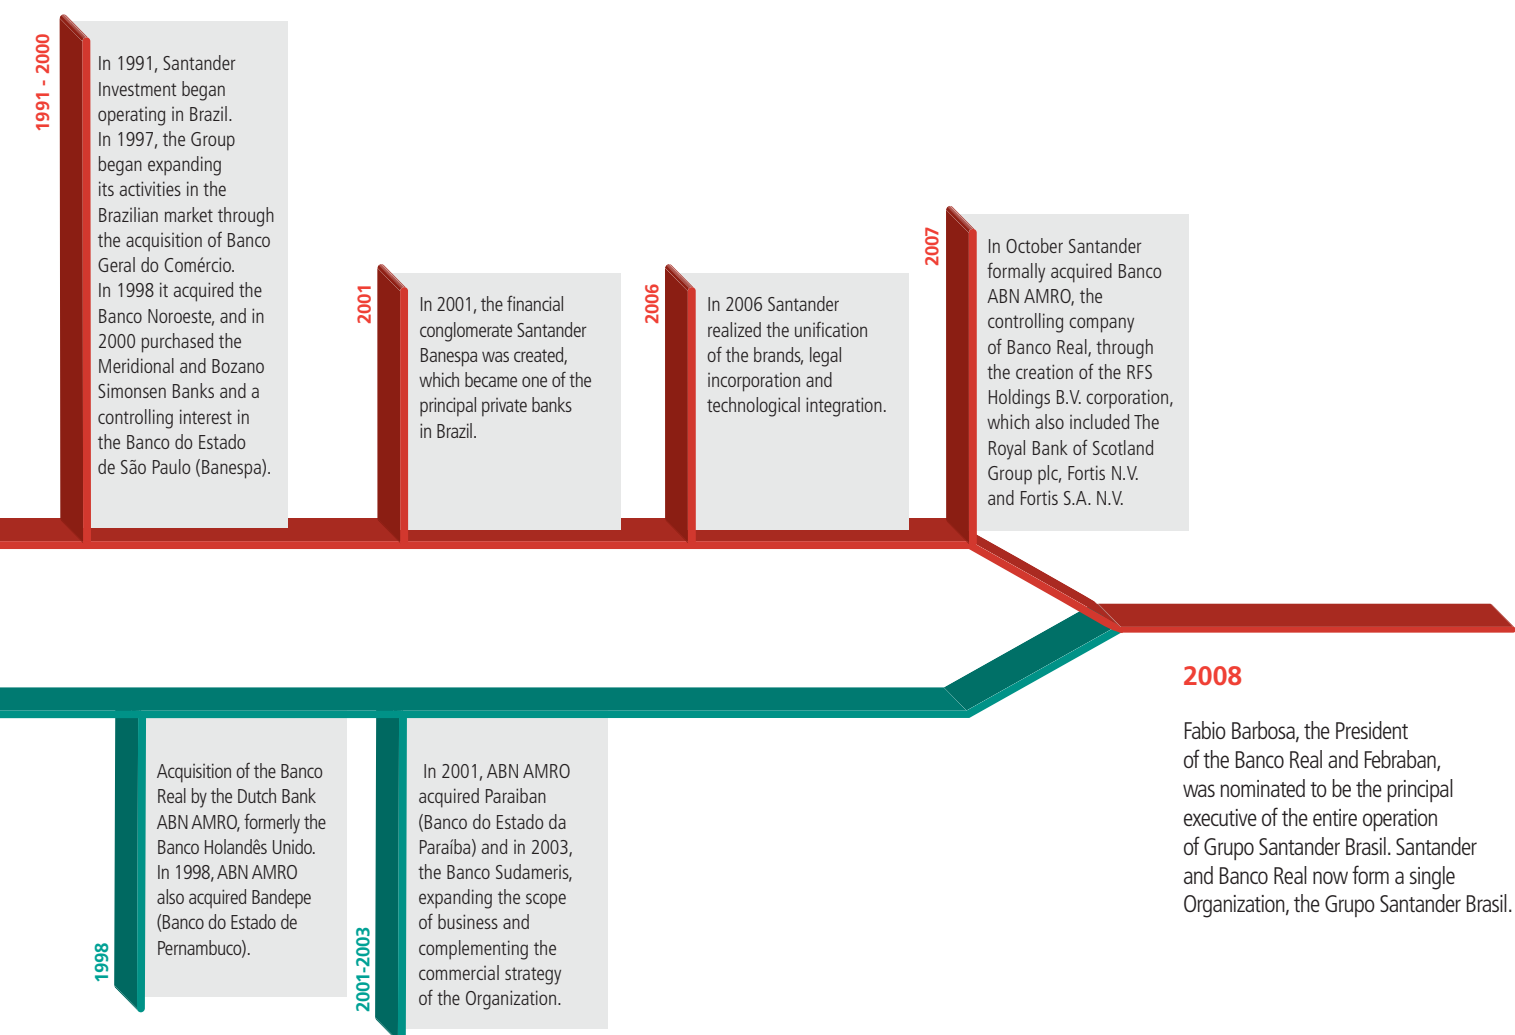 1991 - 2000
In 1991, Santander
Investment began
operating in Brazil.
In 1997, the Group
began expanding
its activities in the
Brazilian market through
the acquisition of Banco
Geral do Comércio.
In 1998 it acquired the
Banco Noroeste, and in
2000 purchased the
Meridional and Bozano
Simonsen Banks and a
controlling interest in
the Banco do Estado
de São Paulo (Banespa).
2001
In 2001, the financial
conglomerate Santander
Banespa was created,
which became one of the
principal private banks
in Brazil.
2006
In 2006 Santander
realized the unification
of the brands, legal
incorporation and
technological integration.
2007
In October Santander
formally acquired Banco
ABN AMRO, the
controlling company
of Banco Real, through
the creation of the RFS
Holdings B.V. corporation,
which also included The
Royal Bank of Scotland
Group plc, Fortis N.V.
and Fortis S.A. N.V.
1998
Acquisition of the Banco
Real by the Dutch Bank
ABN AMRO, formerly the
Banco Holandês Unido.
In 1998, ABN AMRO
also acquired Bandepe
(Banco do Estado de
Pernambuco).
2001-2003
In 2001, ABN AMRO
acquired Paraiban
(Banco do Estado da
Paraíba) and in 2003,
the Banco Sudameris,
expanding the scope
of business and
complementing the
commercial strategy
of the Organization.
2008
Fabio Barbosa, the President
of the Banco Real and Febraban,
was nominated to be the principal
executive of the entire operation
of Grupo Santander Brasil. Santander
and Banco Real now form a single
Organization, the Grupo Santander Brasil.